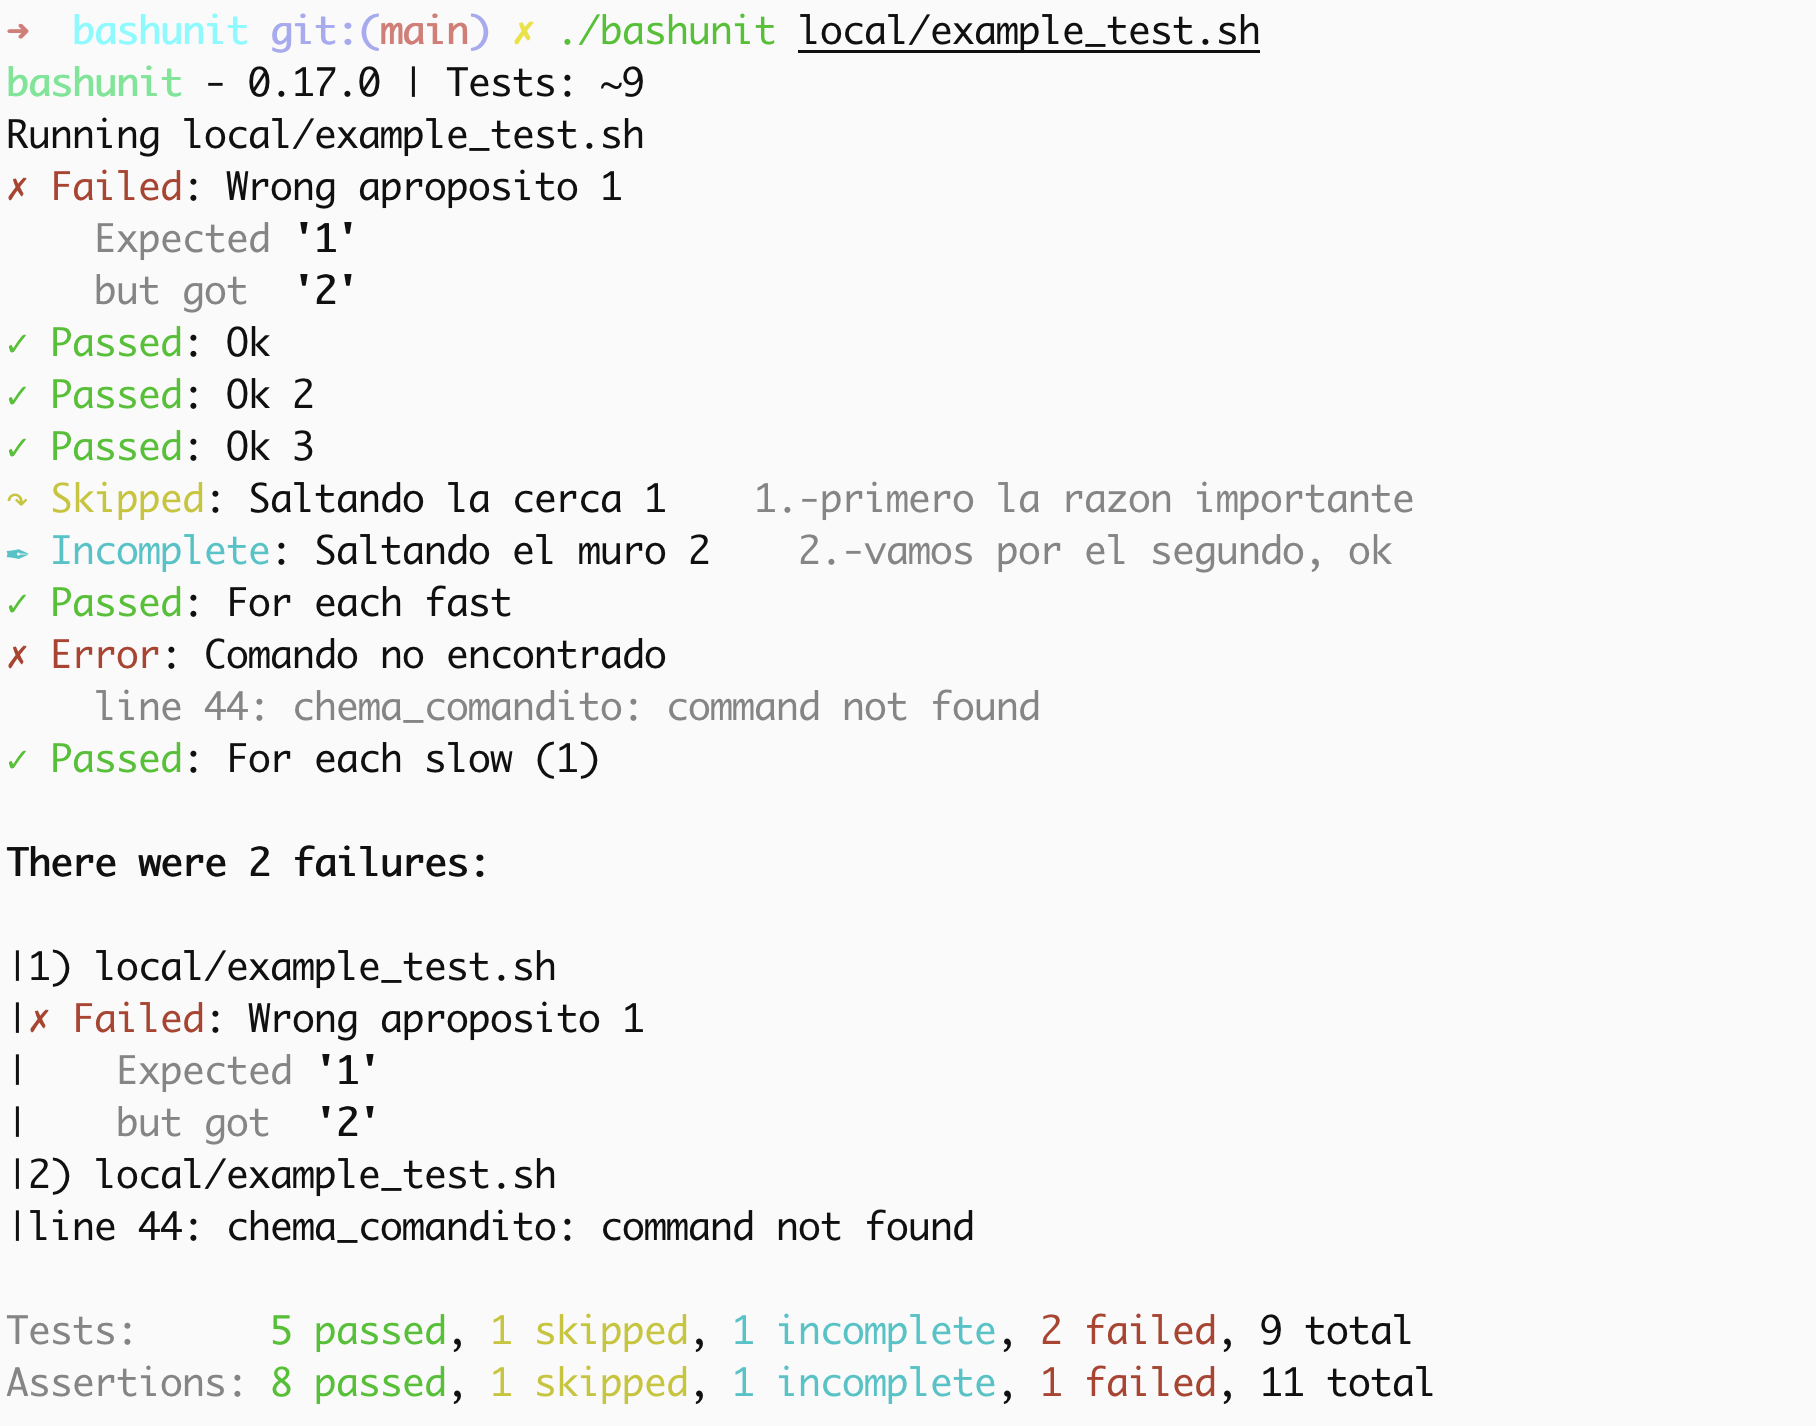 ➜  bashunit git:(main) ✗ ./bashunit local/example_test.sh
bashunit - 0.17.0 | Tests: ~9
Running local/example_test.sh
✗ Failed: Wrong aproposito 1
    Expected '1'
    but got  '2'
✓ Passed: Ok
✓ Passed: Ok 2
✓ Passed: Ok 3
↷ Skipped: Saltando la cerca 1    1.-primero la razon importante
✒ Incomplete: Saltando el muro 2    2.-vamos por el segundo, ok
✓ Passed: For each fast
✗ Error: Comando no encontrado
    line 44: chema_comandito: command not found
✓ Passed: For each slow (1)

There were 2 failures:

|1) local/example_test.sh
|✗ Failed: Wrong aproposito 1
|    Expected '1'
|    but got  '2'
|2) local/example_test.sh
|line 44: chema_comandito: command not found

Tests:      5 passed, 1 skipped, 1 incomplete, 2 failed, 9 total
Assertions: 8 passed, 1 skipped, 1 incomplete, 1 failed, 11 total